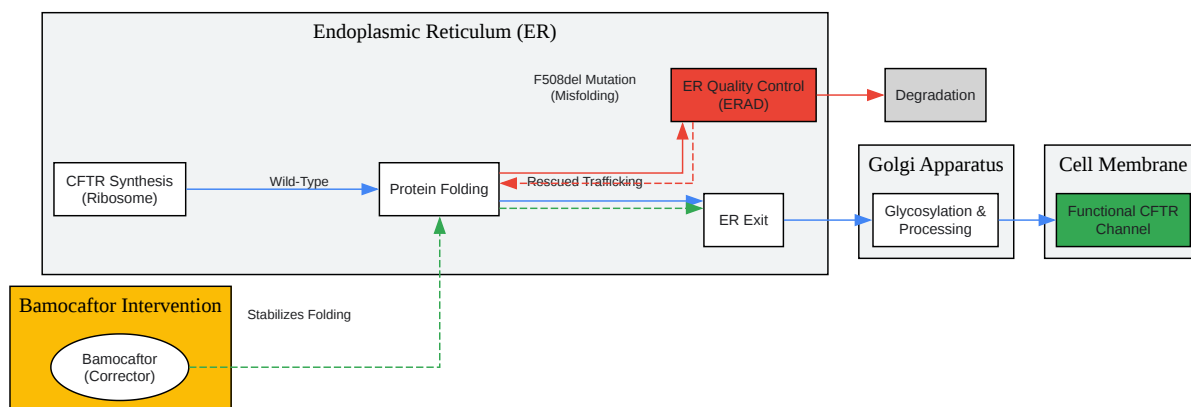 Endoplasmic Reticulum (ER)
F508del Mutation
(Misfolding)
ER Quality Control
(ERAD)
Degradation
CFTR Synthesis
(Ribosome)
Wild-Type
Protein Folding
Rescued Trafficking
ER Exit
Golgi Apparatus
Glycosylation &
Processing
Cell Membrane
Functional CFTR
Channel
Bamocaftor Intervention
Stabilizes Folding
Bamocaftor
(Corrector)